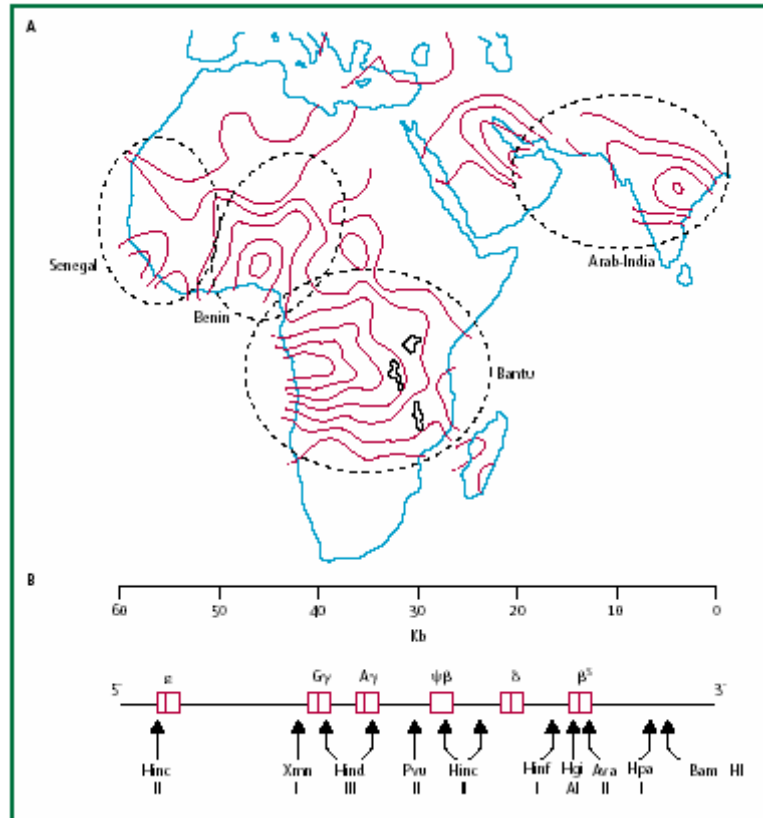 A
Senegal
Benin
Arab-India
Bantu
B
60 50 40 30 20 10 0
Kb
ε Gγ Aγ ψβ δ βS
5- 3-
Hinc Xmn Hind Pvu Hinc Hinf Hgi Ava Hpa Bam HI
II I III II II I AI II I